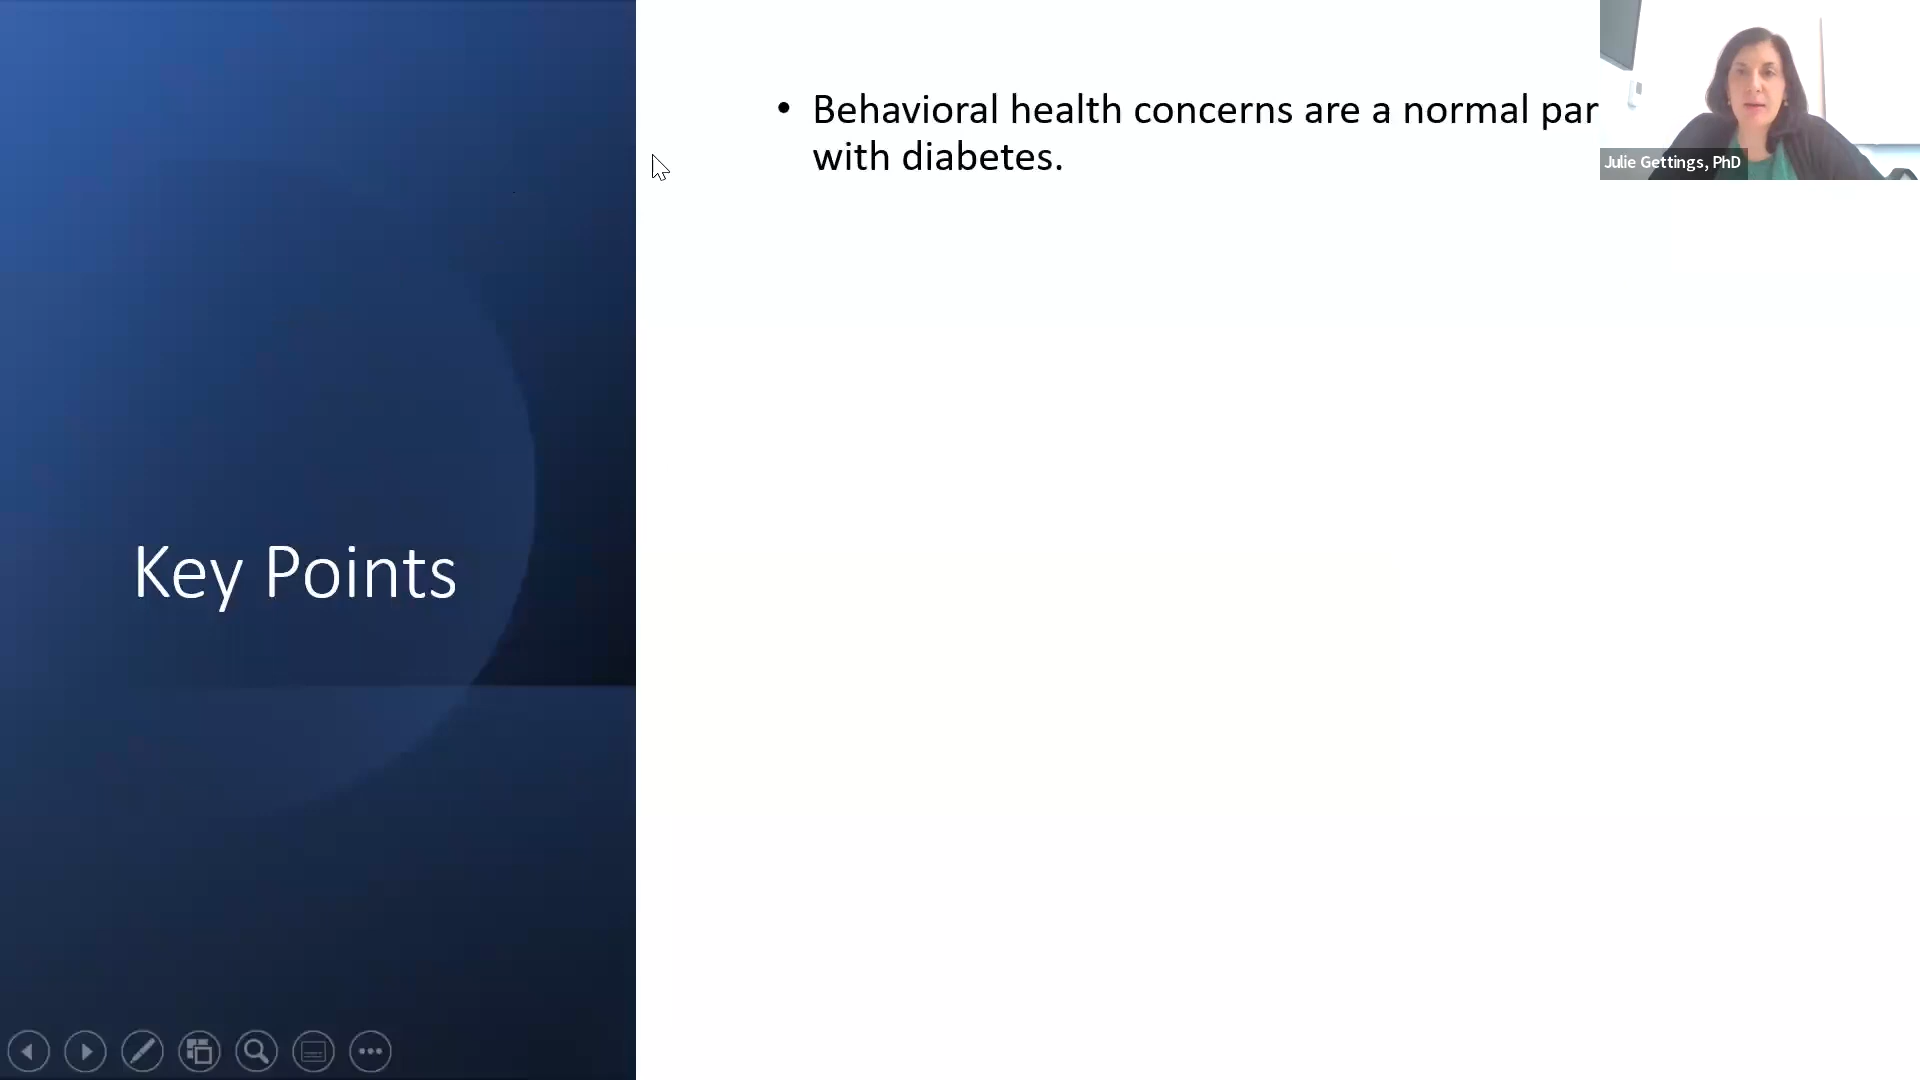 • Behavioral health concerns are a normal par
with diabetes.
Julie Gettings, PhD
Key Points